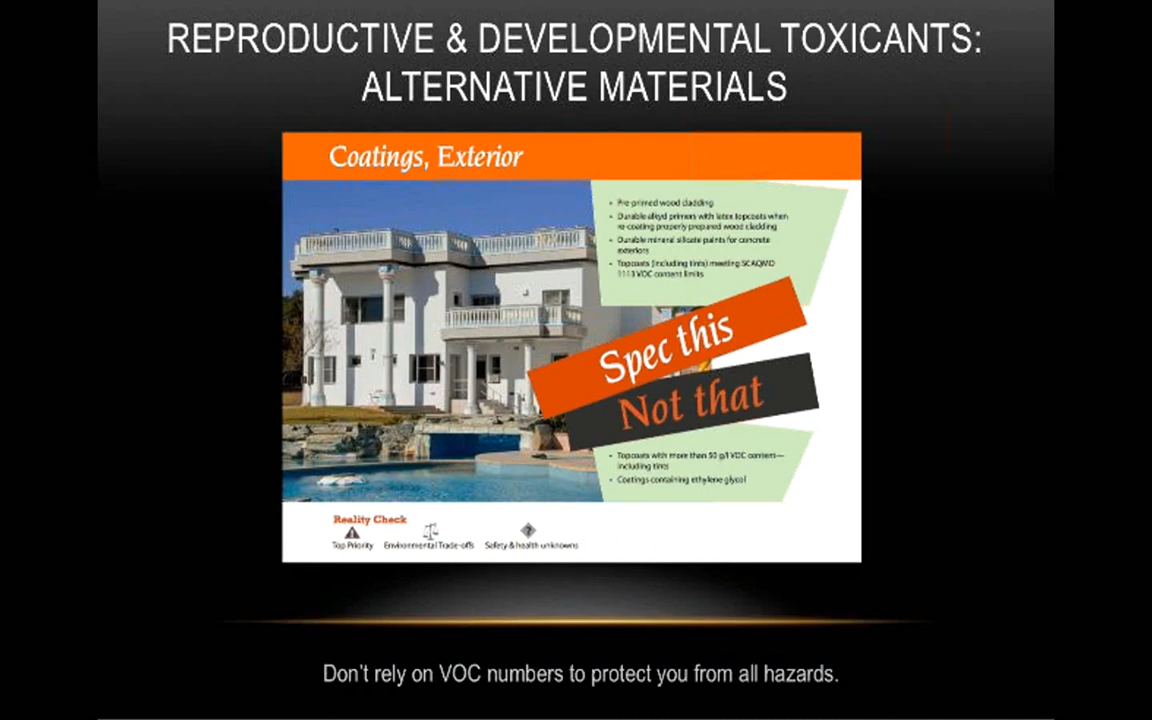 REPRODUCTIVE & DEVELOPMENTAL TOXICANTS:
ALTERNATIVE MATERIALS
Coatings, Exterior
• Pre-primed wood cladding
• Durable alkyd primers with latex topcoats when
re-coating properly prepared wood cladding
• Durable mineral silicate paints for concrete
exteriors
• Topcoats (including tints) meeting SCAQMD
1113 VOC content limits
Spec this
Not that
• Topcoats with more than 50 g/l VOC content—
including tints
• Coatings containing ethylene glycol
Reality Check
Top Priority
Environmental Trade-offs
Safety & health unknowns
Don't rely on VOC numbers to protect you from all hazards.